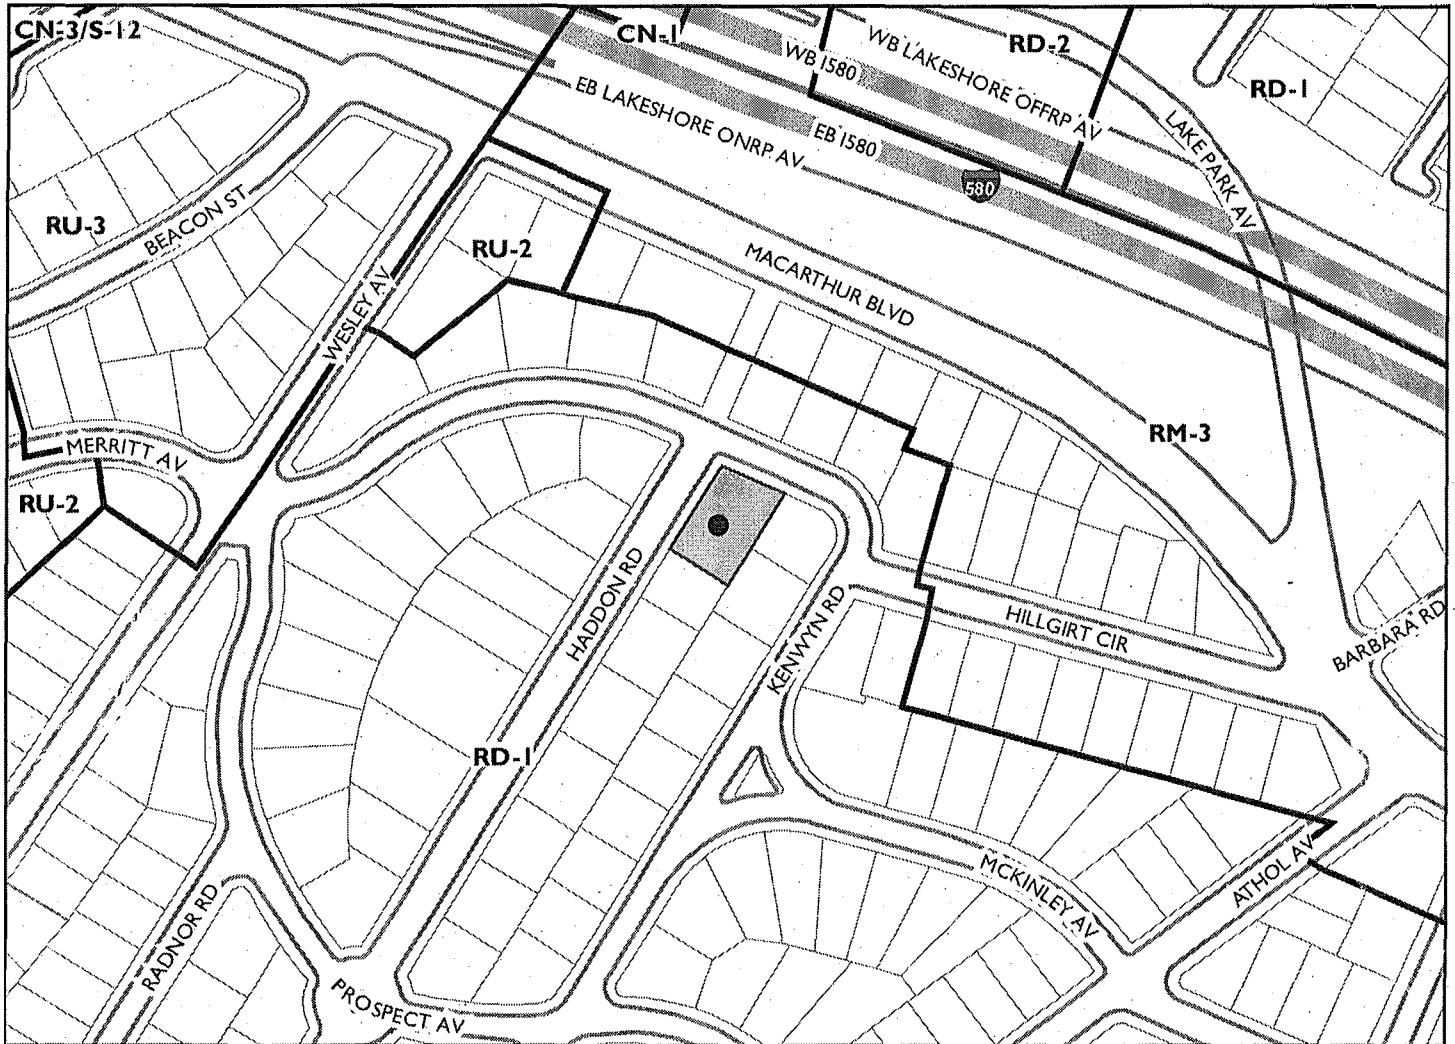 CN-3/S-12
CN-1
RD-2
WB I580
WB LAKESHORE OFFRP AV
RD-1
EB LAKESHORE ONRP AV
EB I580
LAKE PARK AV
580
RU-3
BEACON ST
RU-2
MACARTHUR BLVD
WESLEY AV
RM-3
MERRITT AV
RU-2
HADDON RD
KENWYN RD
HILLGIRT CIR
BARBARA RD
RD-1
MCKINLEY AV
ATHOL AV
RADNOR RD
PROSPECT AV